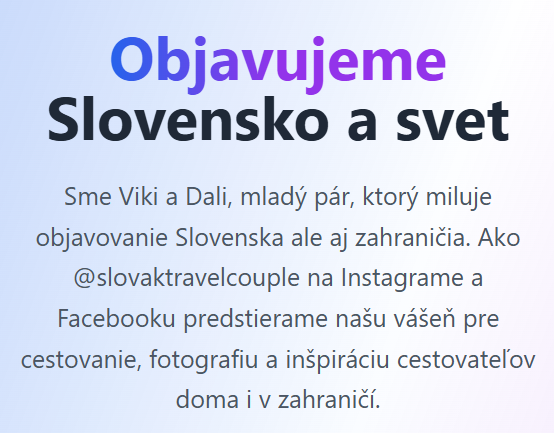 Objavujeme
Slovensko a svet
Sme Viki a Dali, mladý pár, ktorý miluje
objavovanie Slovenska ale aj zahraničia. Ako
@slovaktravelcouple na Instagrame a
Facebooku predstierame našu vášeň pre
cestovanie, fotografiu a inšpiráciu cestovateľov
doma i v zahraničí.